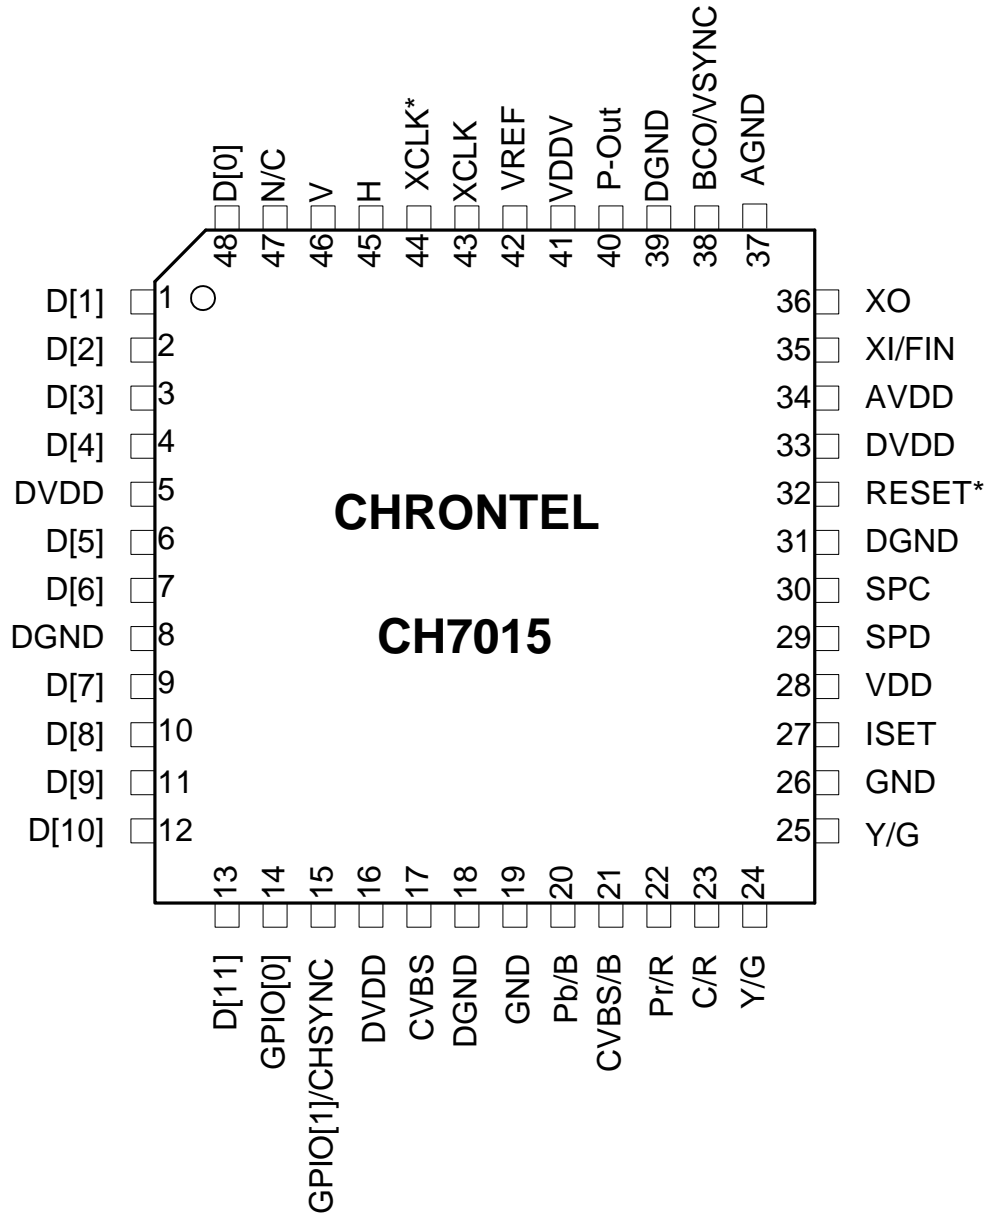 D[0]
N/C
V
H
XCLK*
XCLK
VREF
VDDV
P-Out
DGND
BCO/VSYNC
AGND
48
47
46
45
44
43
42
41
40
39
38
37
D[1] 1
D[2] 2
D[3] 3
D[4] 4
DVDD 5
D[5] 6
D[6] 7
DGND 8
D[7] 9
D[8] 10
D[9] 11
D[10] 12
CHRONTEL
CH7015
36 XO
35 XI/FIN
34 AVDD
33 DVDD
32 RESET*
31 DGND
30 SPC
29 SPD
28 VDD
27 ISET
26 GND
25 Y/G
13
14
15
16
17
18
19
20
21
22
23
24
D[11]
GPIO[0]
GPIO[1]/CHSYNC
DVDD
CVBS
DGND
GND
Pb/B
CVBS/B
Pr/R
C/R
Y/G